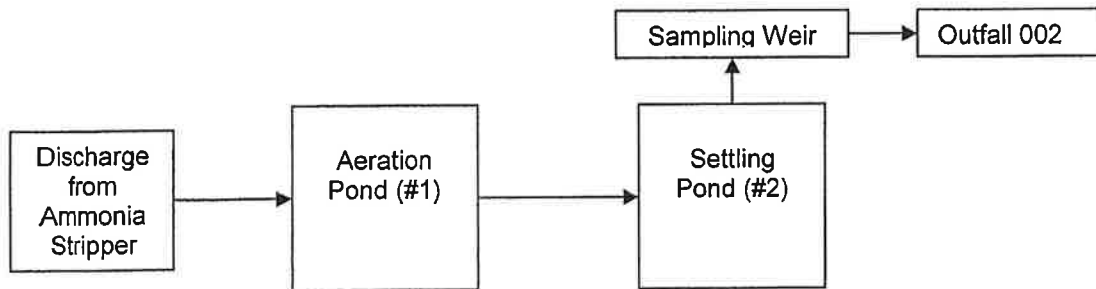 Sampling Weir
Outfall 002
Discharge
from
Ammonia
Stripper
Aeration
Pond (#1)
Settling
Pond (#2)